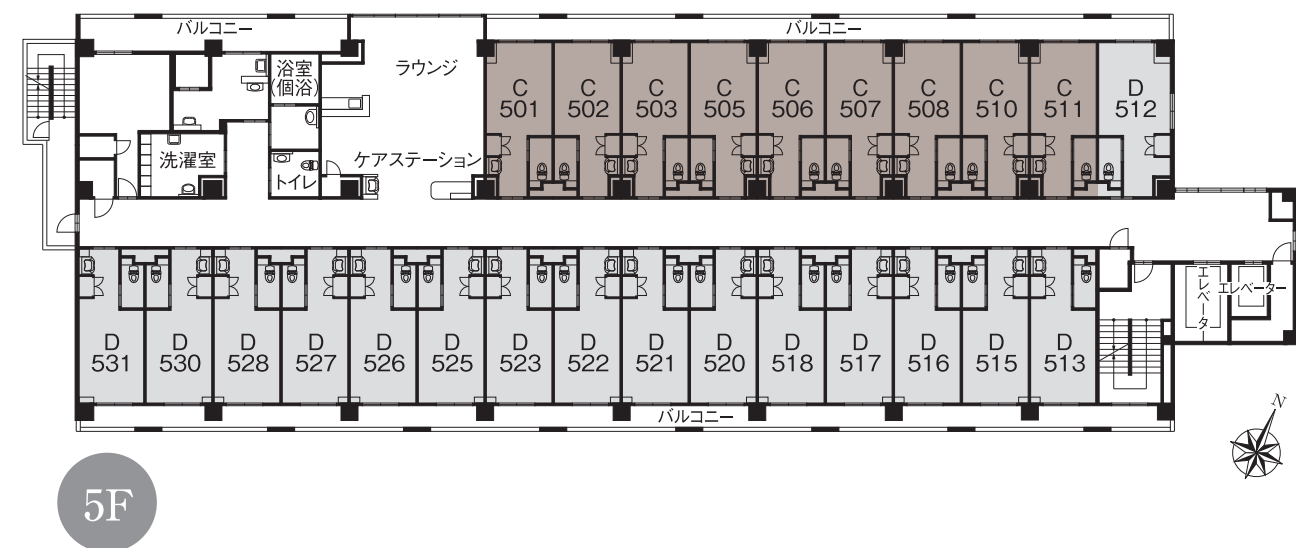 バルコニー
バルコニー
浴室
(個浴)
ラウンジ
C
501
C
502
C
503
C
505
C
506
C
507
C
508
C
510
C
511
D
512
洗濯室
トイレ
ケアステーション
エレベーター
エレベーター
D
531
D
530
D
528
D
527
D
526
D
525
D
523
D
522
D
521
D
520
D
518
D
517
D
516
D
515
D
513
バルコニー
N
5F